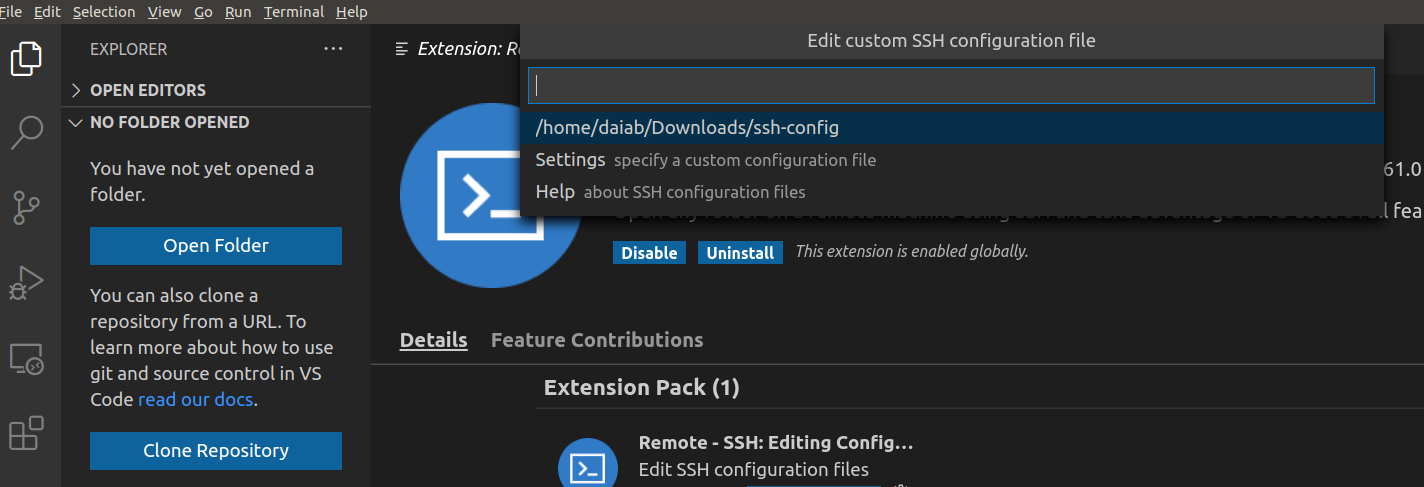 File Edit Selection View Go Run Terminal Help
EXPLORER ···
Extension: Re
Edit custom SSH configuration file
OPEN EDITORS
NO FOLDER OPENED
/home/daiab/Downloads/ssh-config
Settings specify a custom configuration file
Help about SSH configuration files
61.0
You have not yet opened a
folder.
Open Folder
Disable Uninstall This extension is enabled globally.
You can also clone a
repository from a URL. To
learn more about how to use
git and source control in VS
Code read our docs.
Clone Repository
Details Feature Contributions
Extension Pack (1)
Remote - SSH: Editing Config...
Edit SSH configuration files